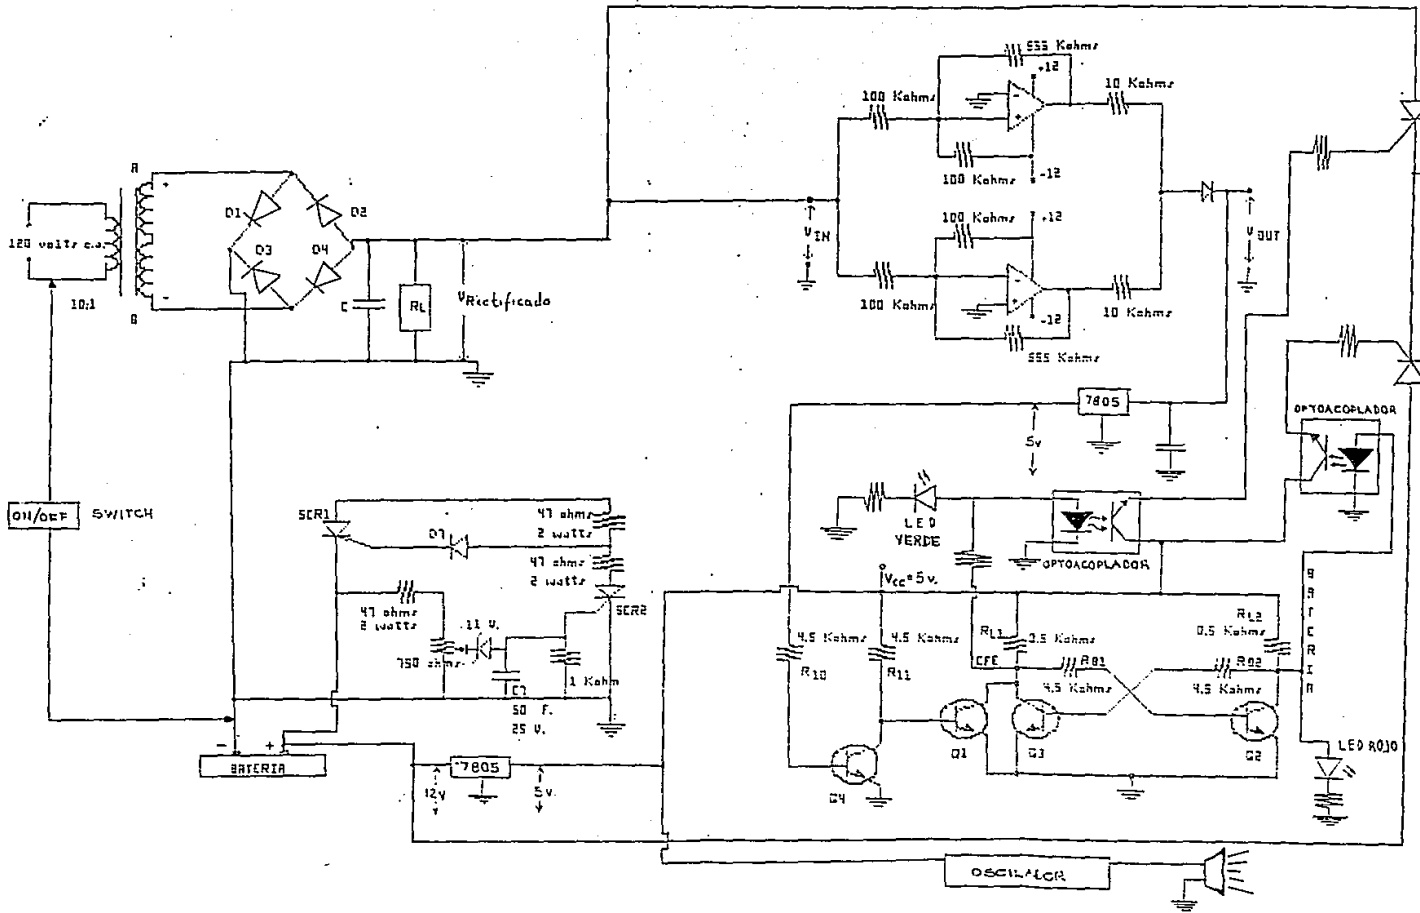 555 Kohms
+12
100 Kohms
10 Kohms
100 Kohms
-12
A
+
D1
D2
120 volts c.a.
D3
D4
V IN
100 Kohms
+12
V OUT
-
10:1
B
C
RL
VRectificado
100 Kohms
-12
10 Kohms
555 Kohms
7805
5v
OPTOACOPLADOR
ON/OFF
SWITCH
SCR1
47 ohms
2 watts
D7
47 ohms
2 watts
SCR2
LED
VERDE
OPTOACOPLADOR
Vcc=5v.
47 ohms
2 watts
11 V.
750 ohms
1 Kohm
C7
50 F.
25 V.
4.5 Kohms
R10
4.5 Kohms
R11
RL1
0.5 Kohms
CFE
RB1
4.5 Kohms
RB2
4.5 Kohms
RL2
0.5 Kohms
BATERIA
Q1
Q3
Q2
LED ROJO
Q4
- +
BATERIA
12v
7805
5v.
OSCILADOR